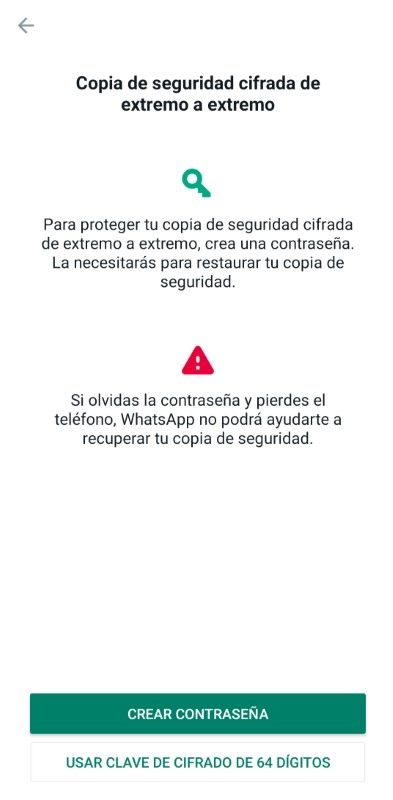 Copia de seguridad cifrada de
extremo a extremo
Para proteger tu copia de seguridad cifrada
de extremo a extremo, crea una contraseña.
La necesitarás para restaurar tu copia de
seguridad.
Si olvidas la contraseña y pierdes el
teléfono, WhatsApp no podrá ayudarte a
recuperar tu copia de seguridad.
CREAR CONTRASEÑA
USAR CLAVE DE CIFRADO DE 64 DÍGITOS